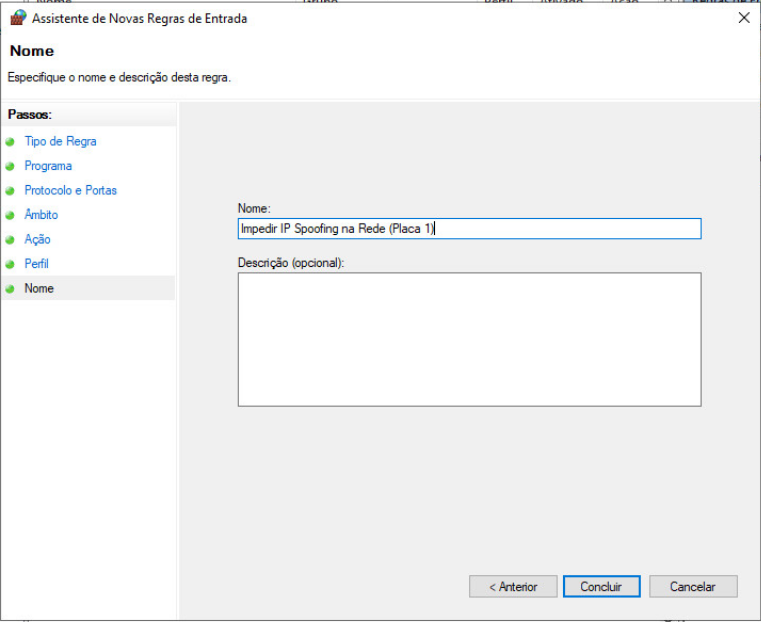 Assistente de Novas Regras de Entrada
Nome
Especifique o nome e descrição desta regra.
Passos:
Tipo de Regra
Programa
Protocolo e Portas
Âmbito
Ação
Perfil
Nome
Nome:
Impedir IP Spoofing na Rede (Placa 1)
Descrição (opcional):
< Anterior
Concluir
Cancelar